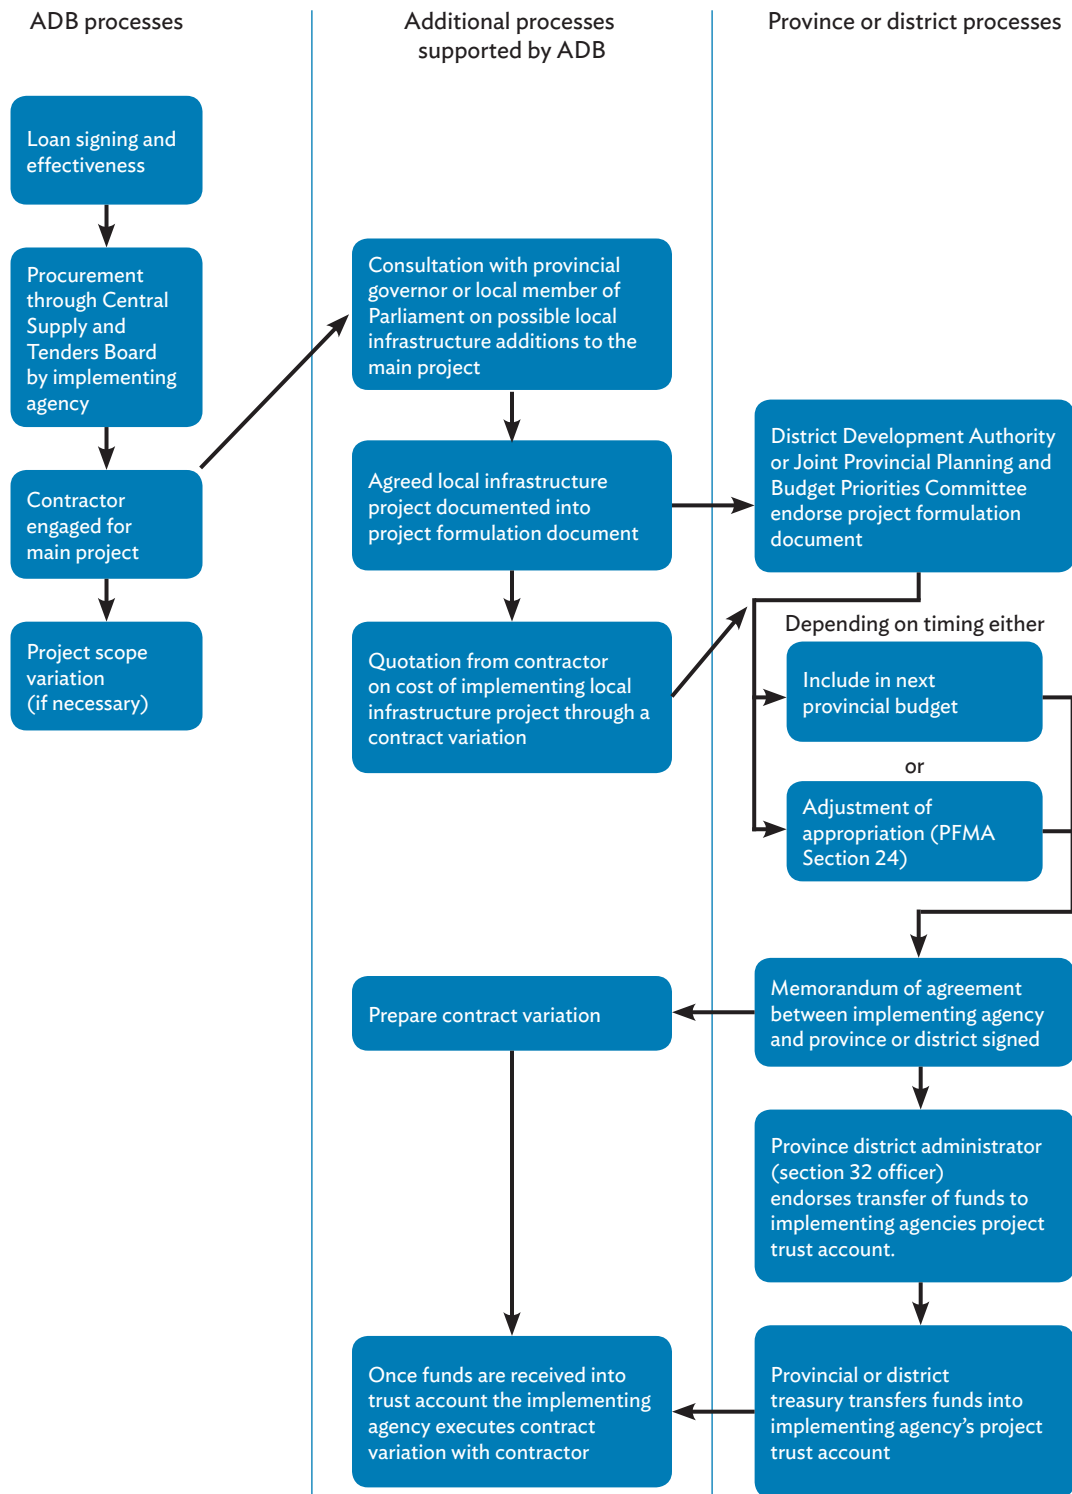 ADB processes
Additional processes
supported by ADB
Province or district processes
Loan signing and
effectiveness
Procurement
through Central
Supply and
Tenders Board
by implementing
agency
Contractor
engaged for
main project
Project scope
variation
(if necessary)
Consultation with provincial
governor or local member of
Parliament on possible local
infrastructure additions to the
main project
Agreed local infrastructure
project documented into
project formulation document
Quotation from contractor
on cost of implementing local
infrastructure project through a
contract variation
District Development Authority
or Joint Provincial Planning and
Budget Priorities Committee
endorse project formulation
document
Depending on timing either
Include in next
provincial budget
or
Adjustment of
appropriation (PFMA
Section 24)
Memorandum of agreement
between implementing agency
and province or district signed
Prepare contract variation
Province district administrator
(section 32 officer)
endorses transfer of funds to
implementing agencies project
trust account.
Provincial or district
treasury transfers funds into
implementing agency's project
trust account
Once funds are received into
trust account the implementing
agency executes contract
variation with contractor